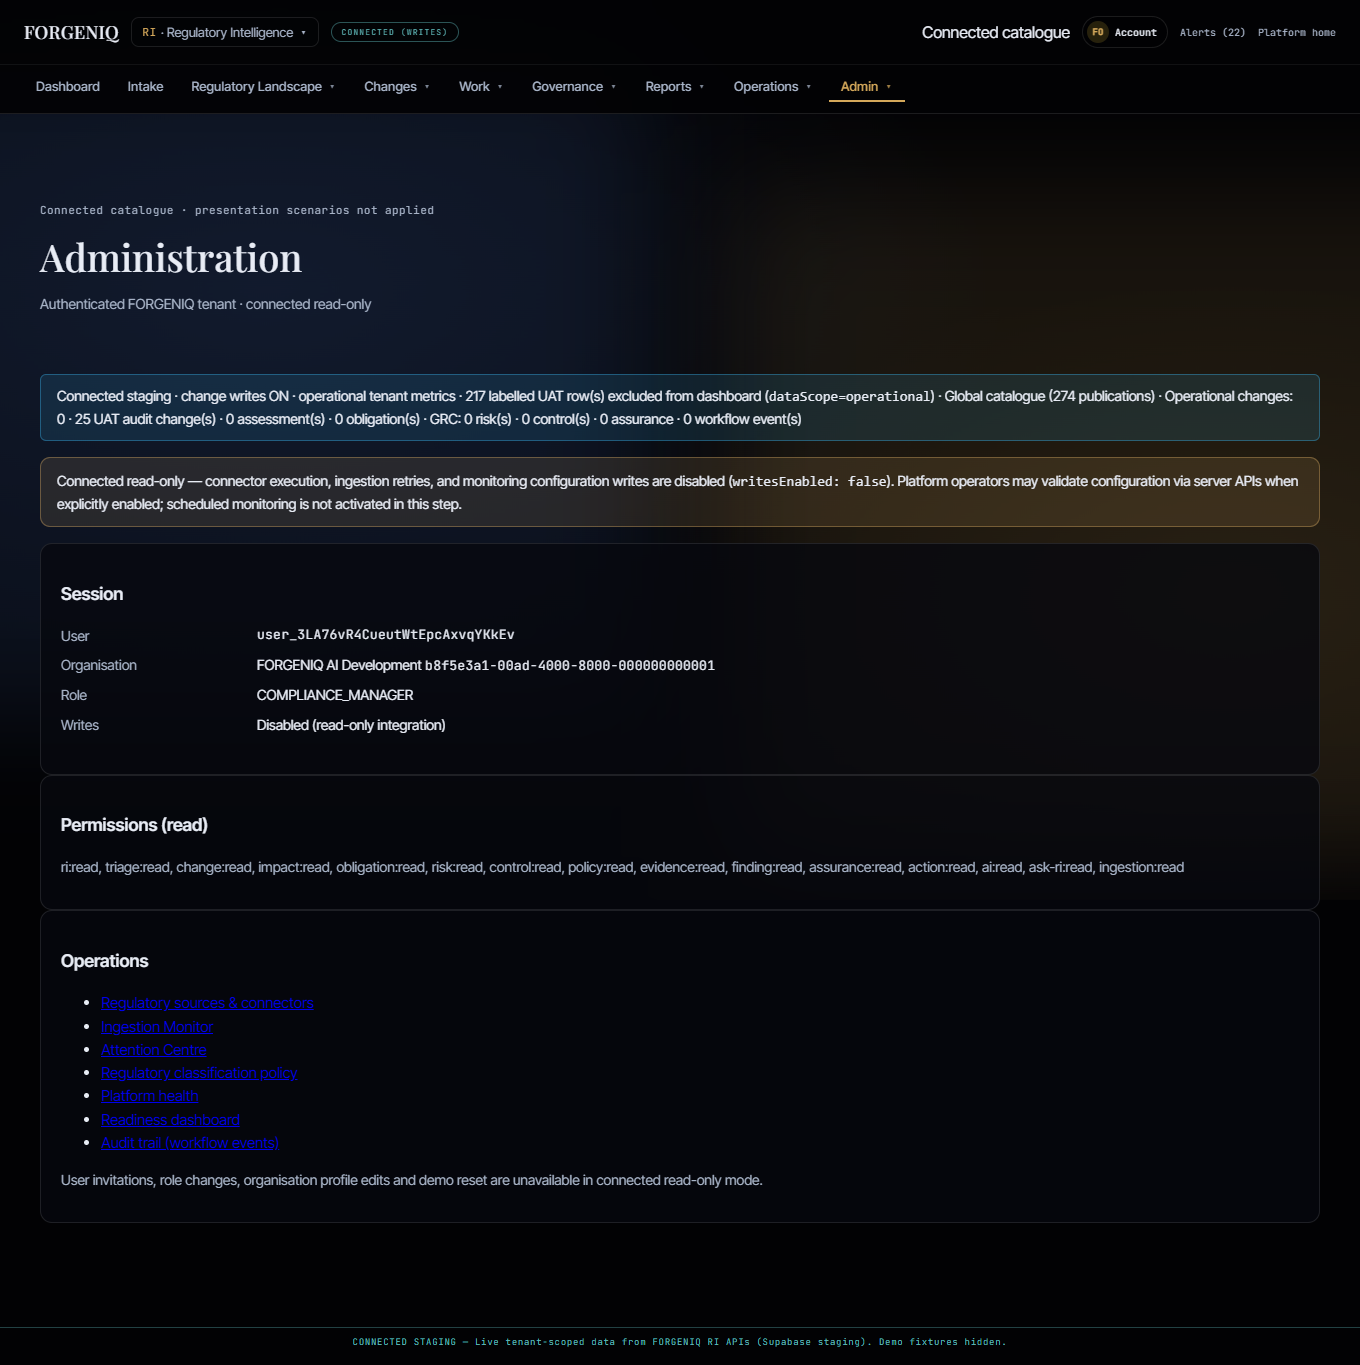 FORGENIQ
RI · Regulatory Intelligence ▾
CONNECTED (WRITES)
Connected catalogue
FO Account
Alerts (22)
Platform home
Dashboard
Intake
Regulatory Landscape ▾
Changes ▾
Work ▾
Governance ▾
Reports ▾
Operations ▾
Admin ▾
Connected catalogue · presentation scenarios not applied
Administration
Authenticated FORGENIQ tenant · connected read-only
Connected staging · change writes ON · operational tenant metrics · 217 labelled UAT row(s) excluded from dashboard (dataScope=operational) · Global catalogue (274 publications) · Operational changes:
0 · 25 UAT audit change(s) · 0 assessment(s) · 0 obligation(s) · GRC: 0 risk(s) · 0 control(s) · 0 assurance · 0 workflow event(s)
Connected read-only — connector execution, ingestion retries, and monitoring configuration writes are disabled (writesEnabled: false). Platform operators may validate configuration via server APIs when
explicitly enabled; scheduled monitoring is not activated in this step.
Session
User user_3LA76vR4CueutWtEpcAxvqYKkEv
Organisation FORGENIQ AI Development b8f5e3a1-00ad-4000-8000-000000000001
Role COMPLIANCE_MANAGER
Writes Disabled (read-only integration)
Permissions (read)
ri:read, triage:read, change:read, impact:read, obligation:read, risk:read, control:read, policy:read, evidence:read, finding:read, assurance:read, action:read, ai:read, ask-ri:read, ingestion:read
Operations
• Regulatory sources & connectors
• Ingestion Monitor
• Attention Centre
• Regulatory classification policy
• Platform health
• Readiness dashboard
• Audit trail (workflow events)
User invitations, role changes, organisation profile edits and demo reset are unavailable in connected read-only mode.
CONNECTED STAGING — Live tenant-scoped data from FORGENIQ RI APIs (Supabase staging). Demo fixtures hidden.